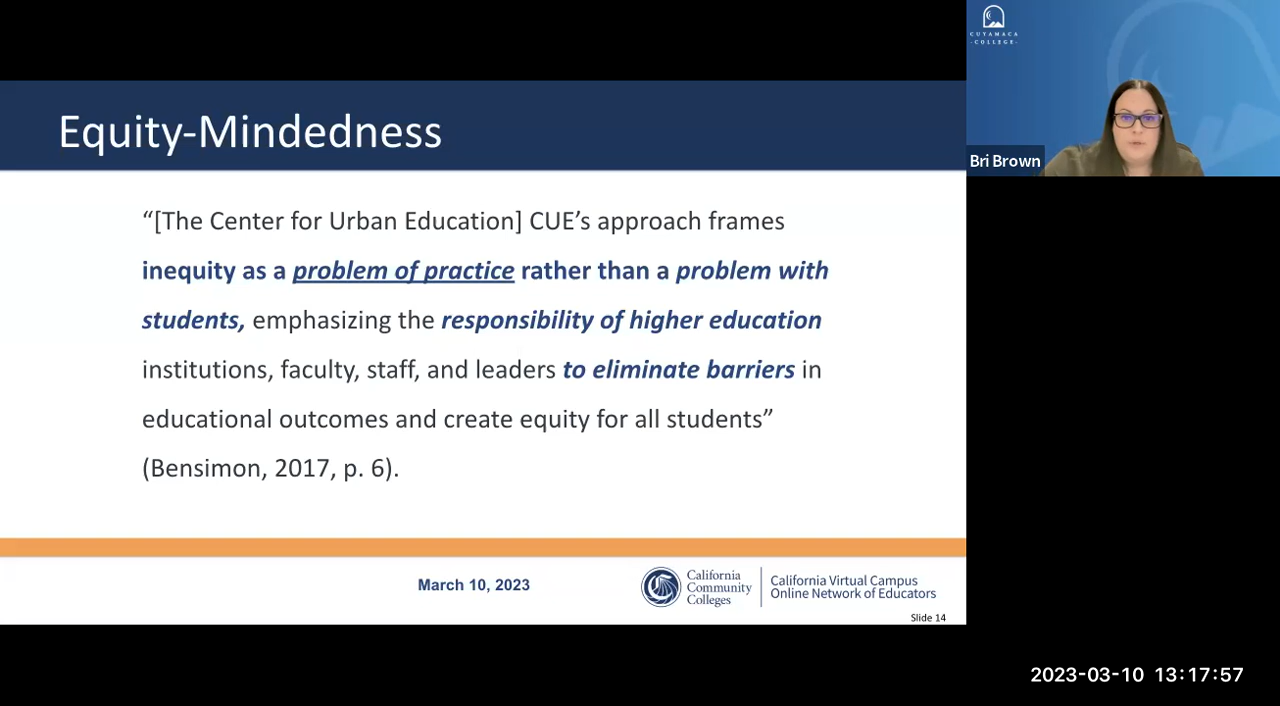 Equity-Mindedness
“[The Center for Urban Education] CUE’s approach frames
inequity as a problem of practice rather than a problem with
students, emphasizing the responsibility of higher education
institutions, faculty, staff, and leaders to eliminate barriers in
educational outcomes and create equity for all students”
(Bensimon, 2017, p. 6).
March 10, 2023
California
Community
Colleges
California Virtual Campus
Online Network of Educators
Slide 14
CUYAMACA
COLLEGE
Bri Brown
2023-03-10 13:17:57